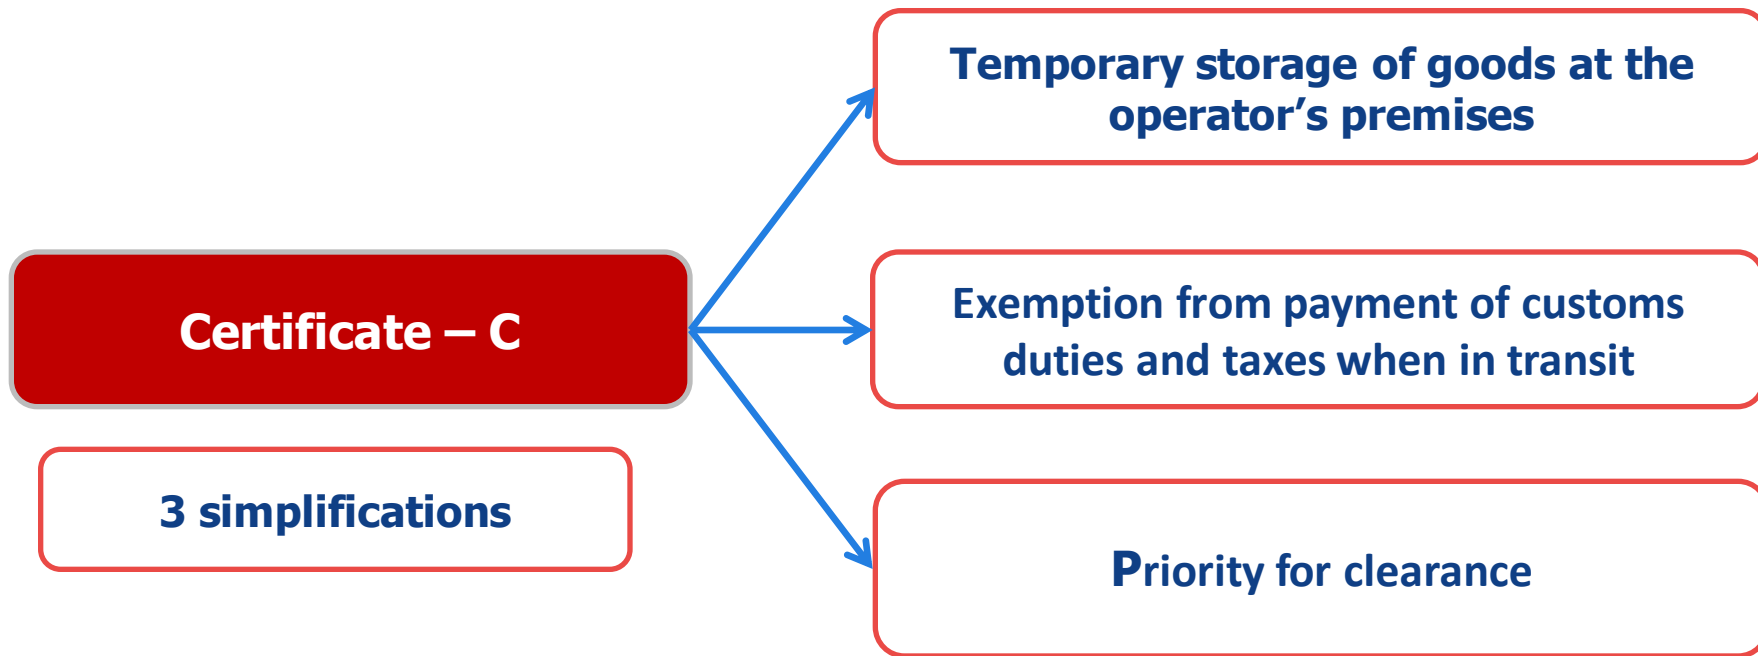 Temporary storage of goods at the
operator’s premises
Certificate – C
Exemption from payment of customs
duties and taxes when in transit
3 simplifications
Priority for clearance